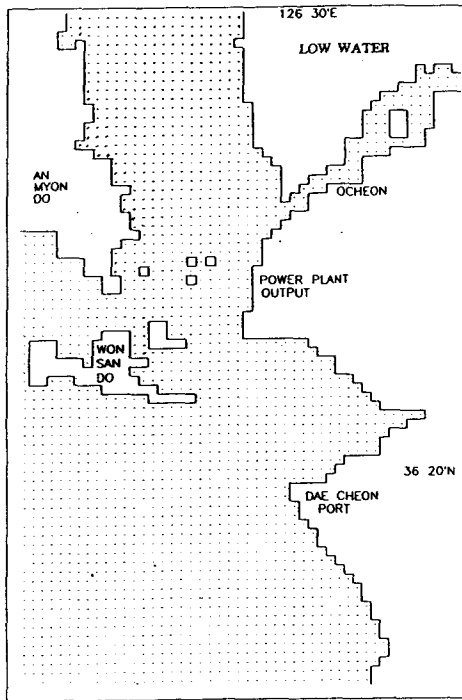 126 30'E
LOW WATER
AN
MYON
DO
OCHEON
POWER PLANT
OUTPUT
WON
SAN
DO
36 20'N
DAE CHEON
PORT